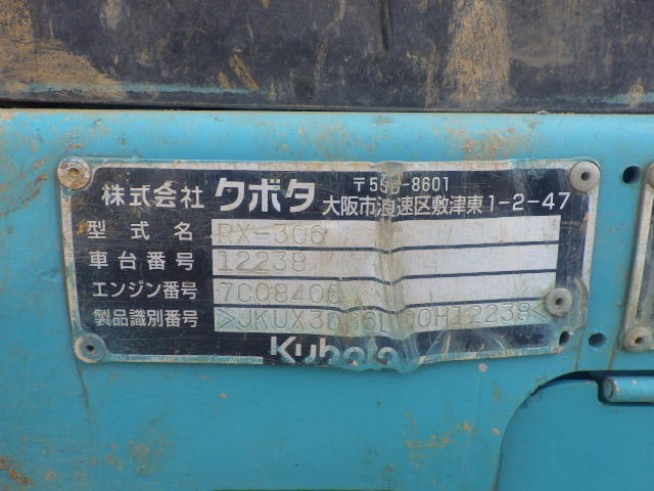 株式会社 クボタ 〒556-8601
大阪市浪速区敷津東1-2-47
型式名 RX-306
車台番号 12238
エンジン番号 7CQ8406
製品識別番号
Kubota